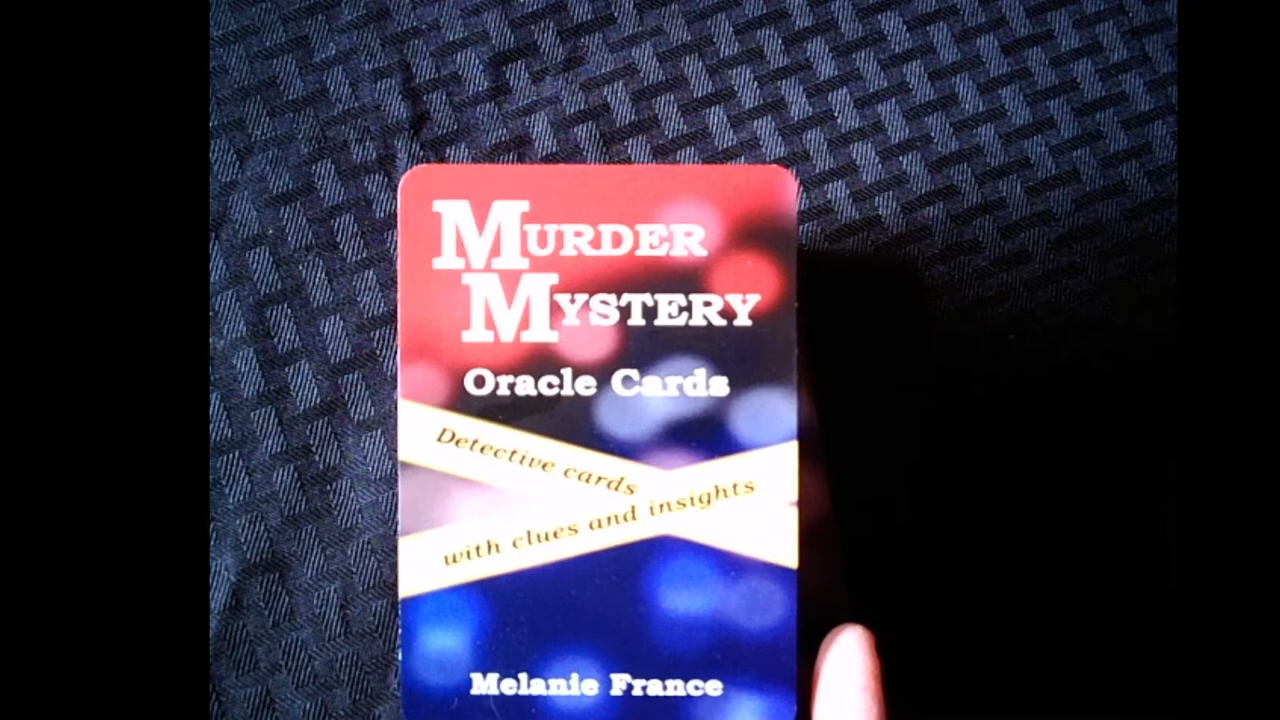 MURDER
MYSTERY
Oracle Cards
Detective cards
with clues and insights
Melanie France